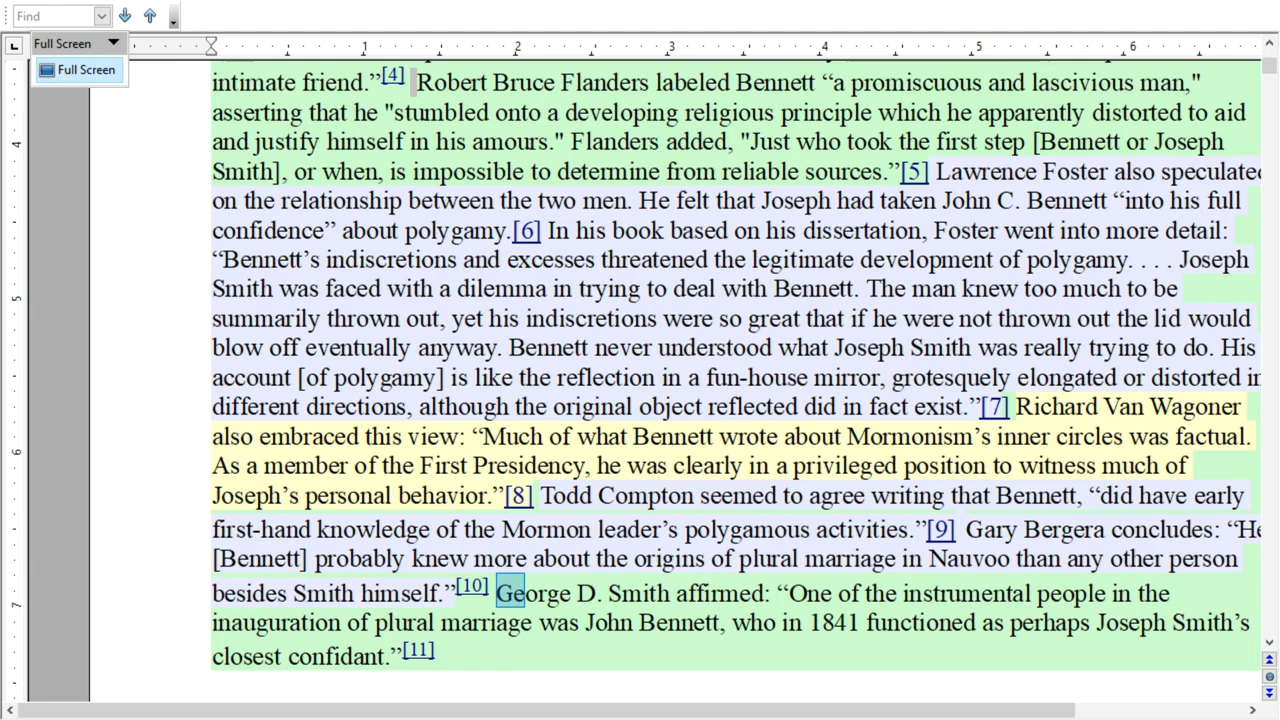 Find
Full Screen
Full Screen
1 2 3 4 5 6
4
5
6
7
intimate friend.”[4] Robert Bruce Flanders labeled Bennett “a promiscuous and lascivious man,"
asserting that he "stumbled onto a developing religious principle which he apparently distorted to aid
and justify himself in his amours." Flanders added, "Just who took the first step [Bennett or Joseph
Smith], or when, is impossible to determine from reliable sources.”[5] Lawrence Foster also speculated
on the relationship between the two men. He felt that Joseph had taken John C. Bennett “into his full
confidence” about polygamy.[6] In his book based on his dissertation, Foster went into more detail:
“Bennett’s indiscretions and excesses threatened the legitimate development of polygamy. . . . Joseph
Smith was faced with a dilemma in trying to deal with Bennett. The man knew too much to be
summarily thrown out, yet his indiscretions were so great that if he were not thrown out the lid would
blow off eventually anyway. Bennett never understood what Joseph Smith was really trying to do. His
account [of polygamy] is like the reflection in a fun-house mirror, grotesquely elongated or distorted in
different directions, although the original object reflected did in fact exist.”[7] Richard Van Wagoner
also embraced this view: “Much of what Bennett wrote about Mormonism’s inner circles was factual.
As a member of the First Presidency, he was clearly in a privileged position to witness much of
Joseph’s personal behavior.”[8] Todd Compton seemed to agree writing that Bennett, “did have early
first-hand knowledge of the Mormon leader’s polygamous activities.”[9] Gary Bergera concludes: “He
[Bennett] probably knew more about the origins of plural marriage in Nauvoo than any other person
besides Smith himself.”[10] George D. Smith affirmed: “One of the instrumental people in the
inauguration of plural marriage was John Bennett, who in 1841 functioned as perhaps Joseph Smith’s
closest confidant.”[11]